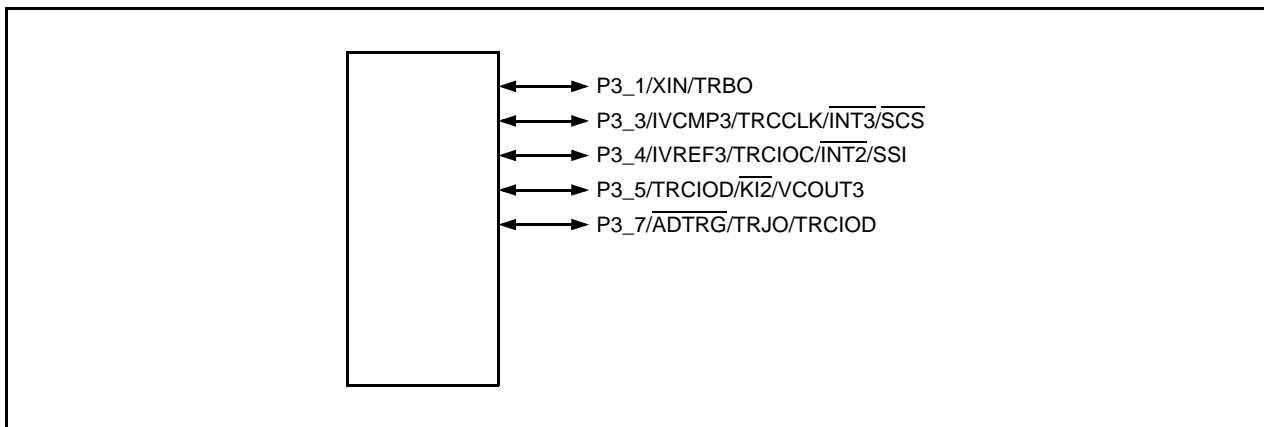 P3_1/XIN/TRBO
P3_3/IVCMP3/TRCCLK/INT3/SCS
P3_4/IVREF3/TRCIOC/INT2/SSI
P3_5/TRCIOD/KI2/VCOUT3
P3_7/ADTRG/TRJO/TRCIOD